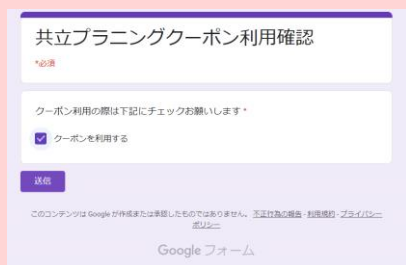 共立プラニングクーポン利用確認
*必須
クーポン利用の際は下記にチェックお願いします *
クーポンを利用する
送信
このコンテンツは Google が作成または承認したものではありません。 不正行為の報告 - 利用規約 - プライバシー
ポリシー
Google フォーム